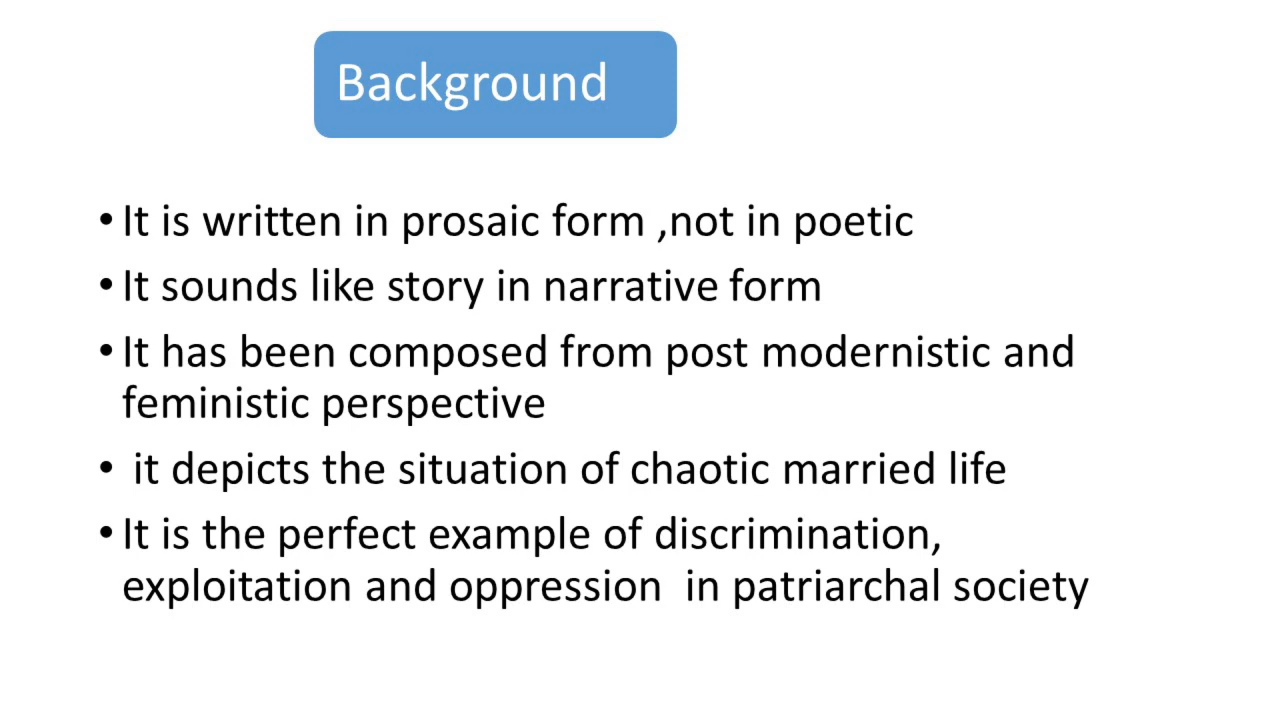 Background
• It is written in prosaic form ,not in poetic
• It sounds like story in narrative form
• It has been composed from post modernistic and
feministic perspective
• it depicts the situation of chaotic married life
• It is the perfect example of discrimination,
exploitation and oppression  in patriarchal society